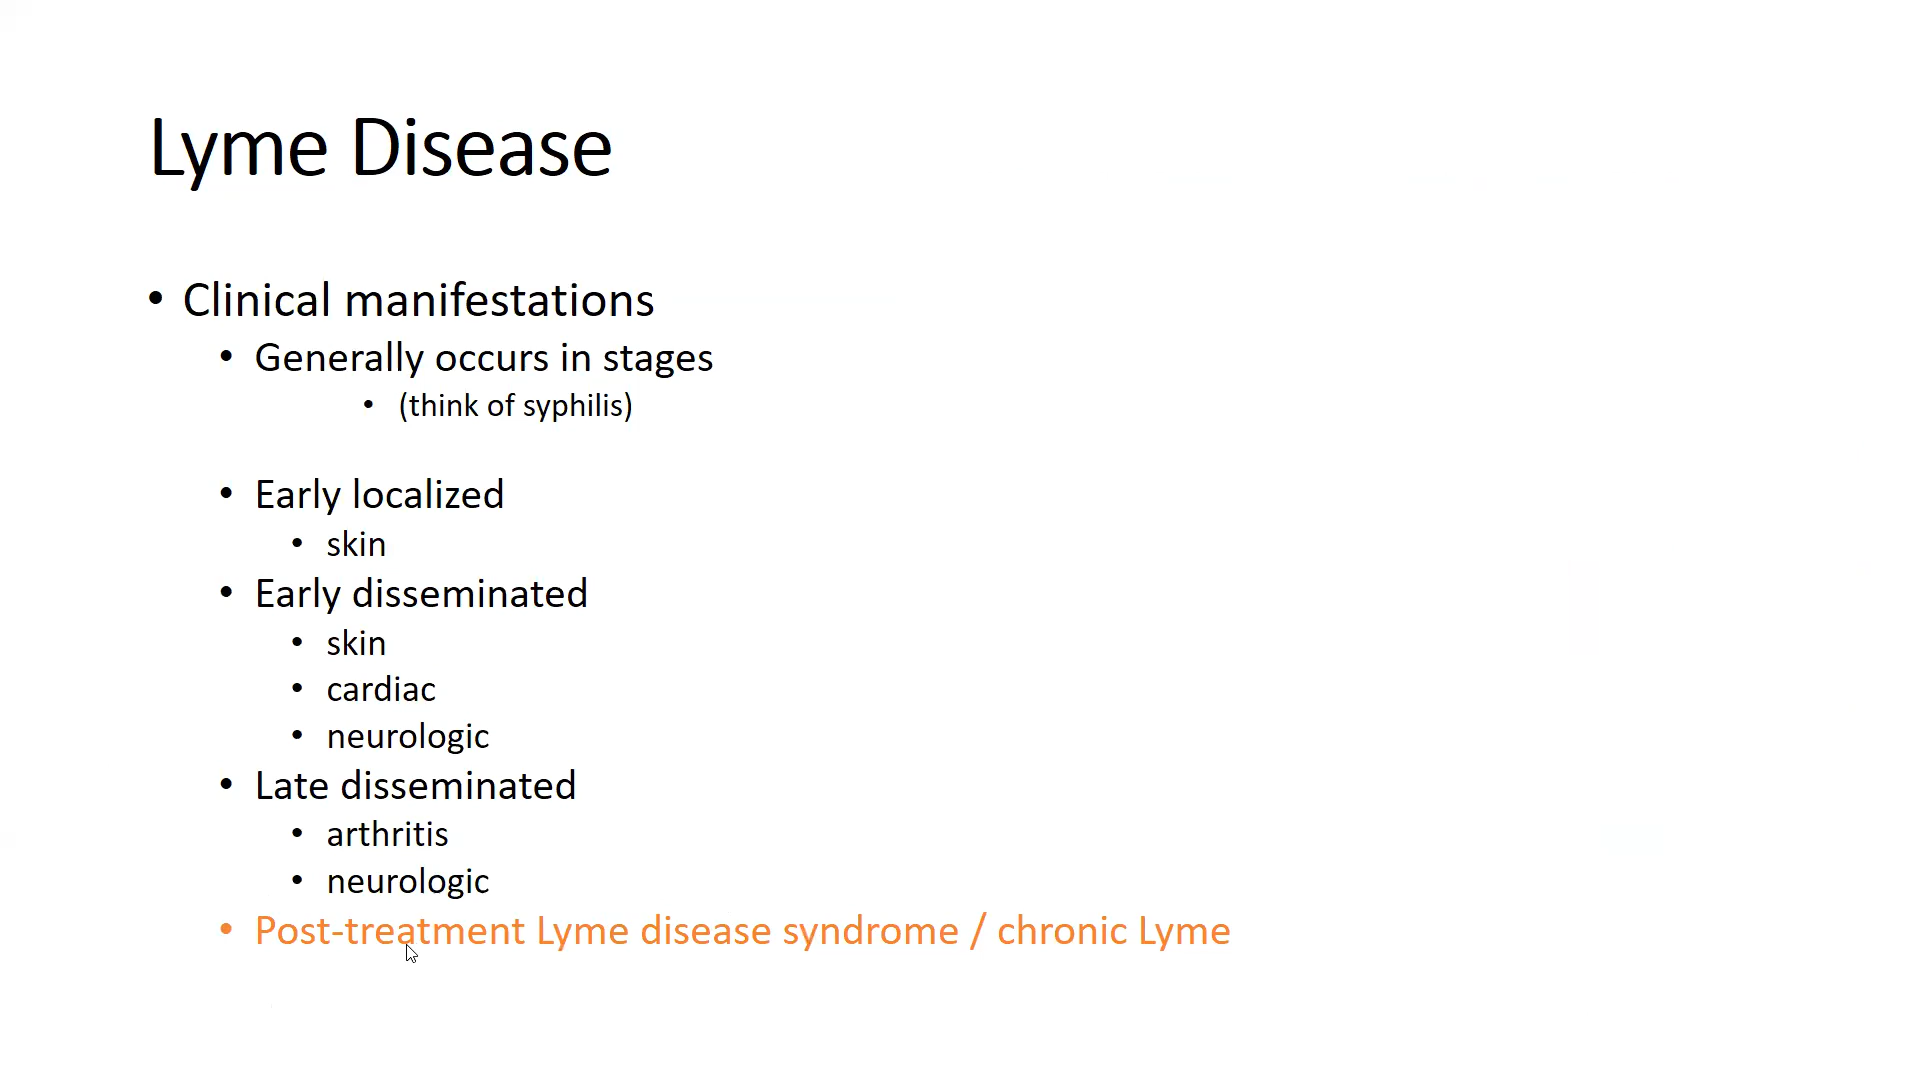 Lyme Disease
• Clinical manifestations
• Generally occurs in stages
• (think of syphilis)
• Early localized
• skin
• Early disseminated
• skin
• cardiac
• neurologic
• Late disseminated
• arthritis
• neurologic
• Post-treatment Lyme disease syndrome / chronic Lyme